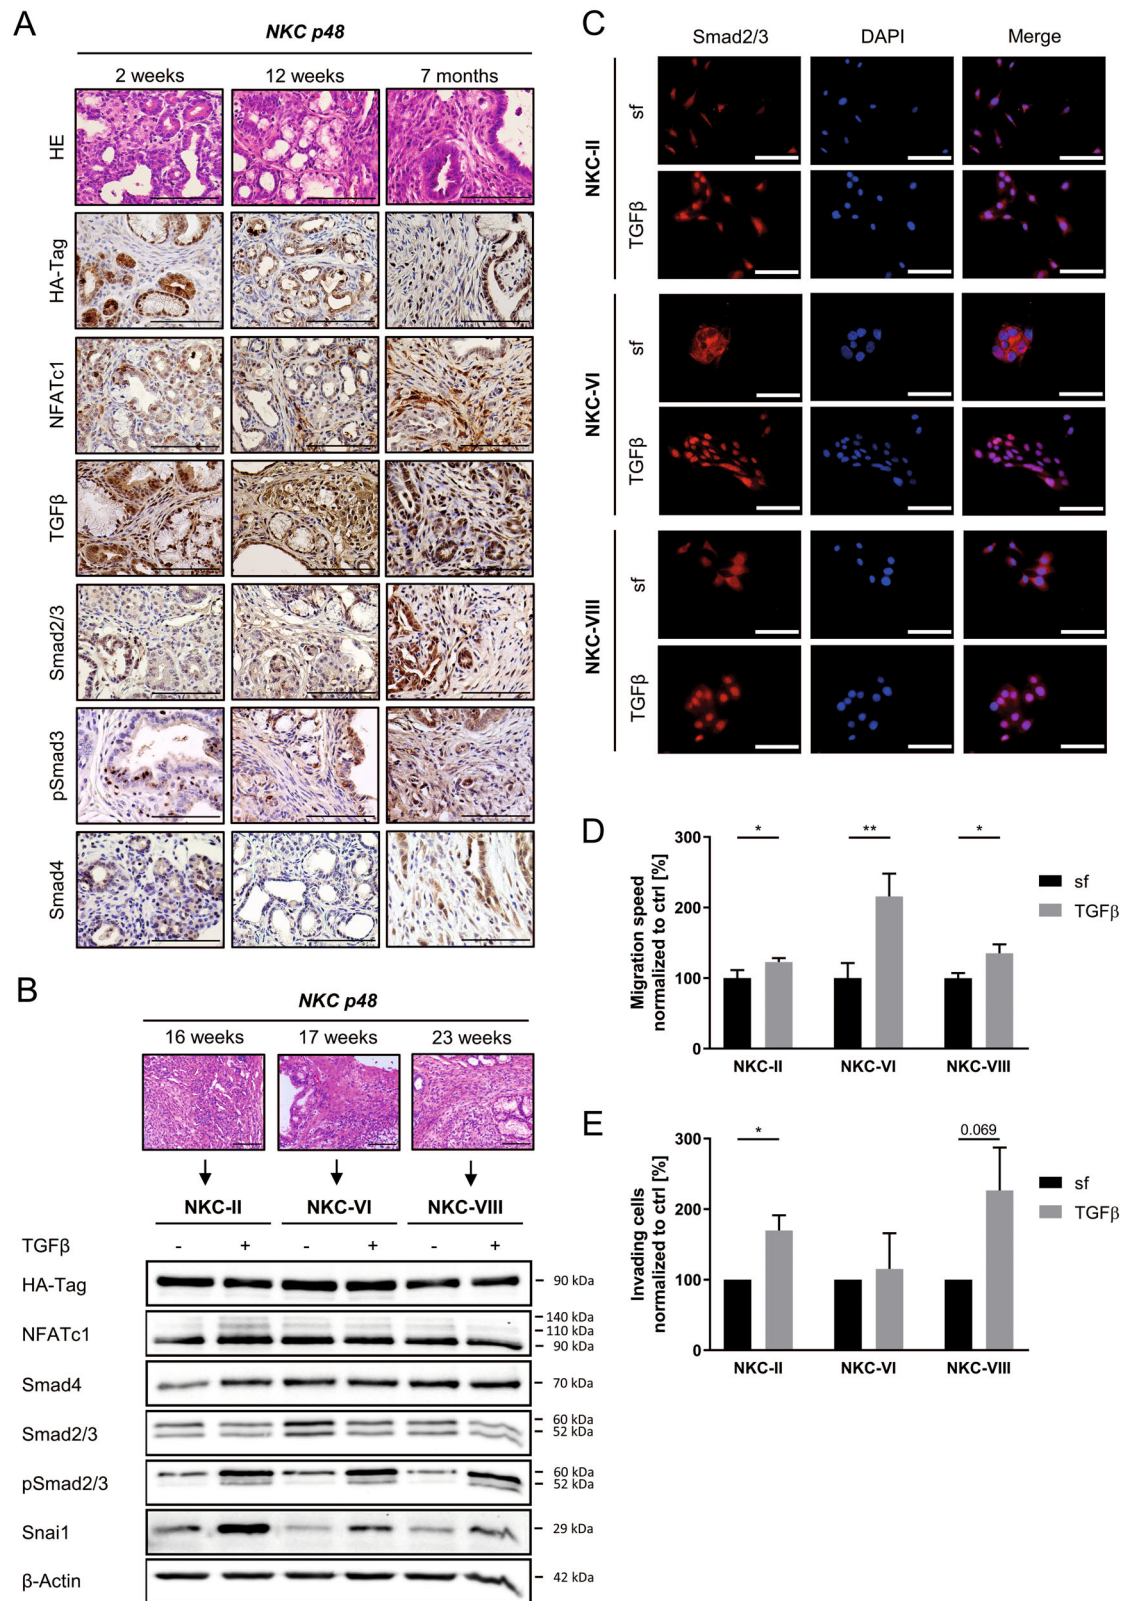 A
NKC p48
2 weeks 12 weeks 7 months
HE
HA-Tag
NFATc1
TGFβ
Smad2/3
pSmad3
Smad4
B
NKC p48
16 weeks 17 weeks 23 weeks
NKC-II NKC-VI NKC-VIII
TGFβ - + - + - +
HA-Tag – 90 kDa
NFATc1 – 140 kDa
– 110 kDa
– 90 kDa
Smad4 – 70 kDa
Smad2/3 – 60 kDa
– 52 kDa
pSmad2/3 – 60 kDa
– 52 kDa
Snai1 – 29 kDa
β-Actin – 42 kDa
C
Smad2/3 DAPI Merge
NKC-II
sf
TGFβ
NKC-VI
sf
TGFβ
NKC-VIII
sf
TGFβ
D
Migration speed
normalized to ctrl [%]
300
200
100
0
* ** *
sf
TGFβ
NKC-II NKC-VI NKC-VIII
E
Invading cells
normalized to ctrl [%]
300
200
100
0
* 0.069
sf
TGFβ
NKC-II NKC-VI NKC-VIII